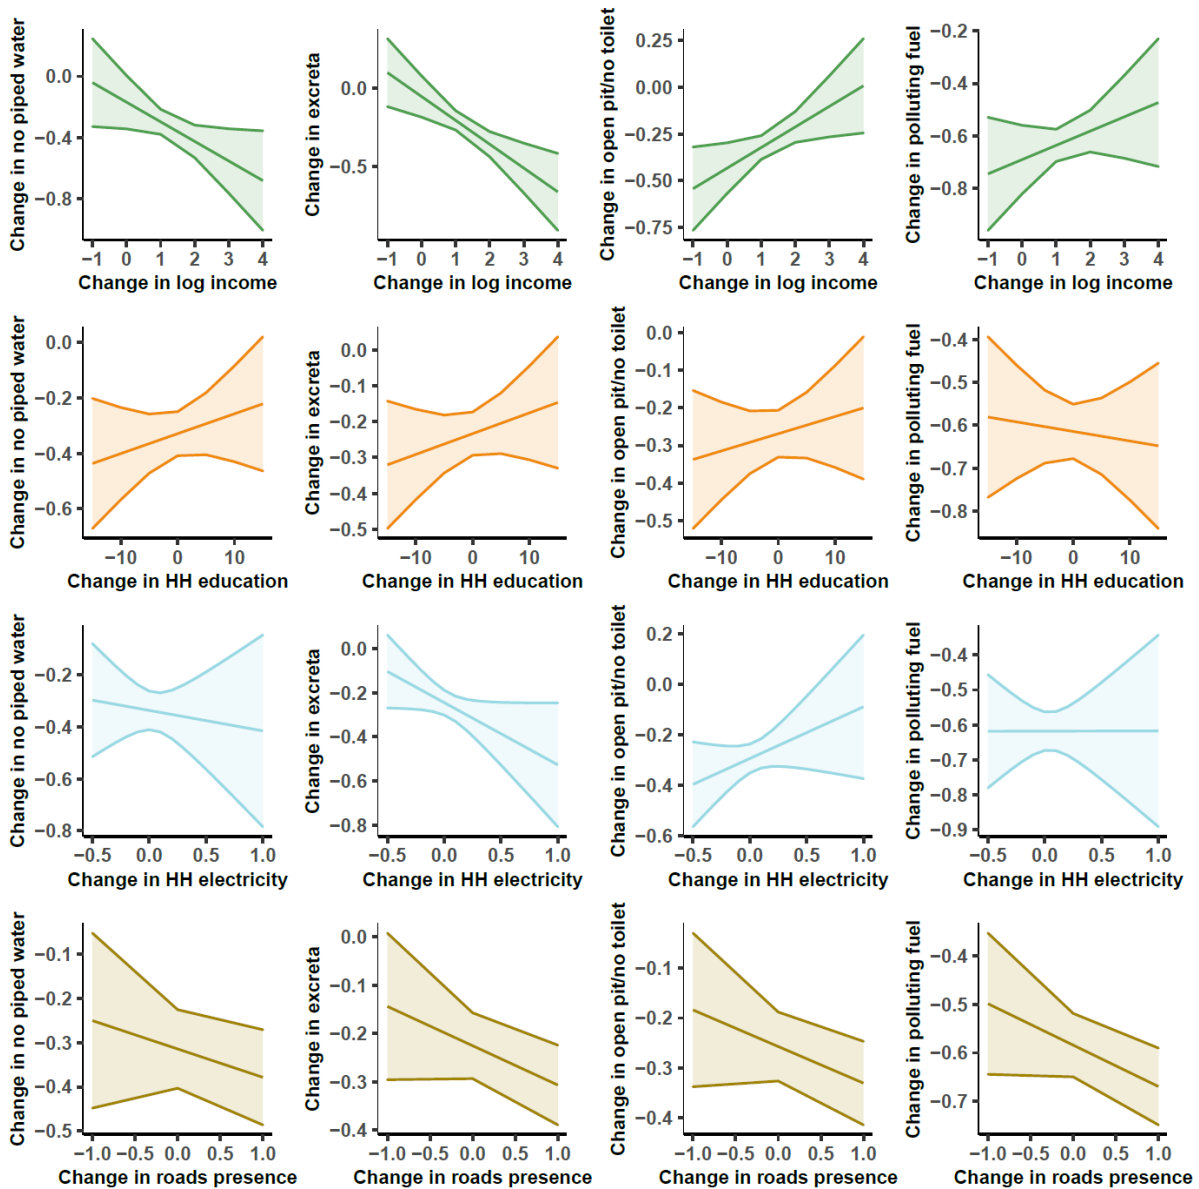 Change in no piped water
0.0
−0.4
−0.8
−1 0 1 2 3 4
Change in log income
Change in excreta
0.0
−0.5
−1 0 1 2 3 4
Change in log income
Change in open pit/no toilet
0.25
0.00
−0.25
−0.50
−0.75
−1 0 1 2 3 4
Change in log income
Change in polluting fuel
−0.2
−0.4
−0.6
−0.8
−1 0 1 2 3 4
Change in log income
Change in no piped water
0.0
−0.2
−0.4
−0.6
−10 0 10
Change in HH education
Change in excreta
0.0
−0.1
−0.2
−0.3
−0.4
−0.5
−10 0 10
Change in HH education
Change in open pit/no toilet
0.0
−0.1
−0.2
−0.3
−0.4
−0.5
−10 0 10
Change in HH education
Change in polluting fuel
−0.4
−0.5
−0.6
−0.7
−0.8
−10 0 10
Change in HH education
Change in no piped water
−0.2
−0.4
−0.6
−0.8
−0.5 0.0 0.5 1.0
Change in HH electricity
Change in excreta
0.0
−0.2
−0.4
−0.6
−0.8
−0.5 0.0 0.5 1.0
Change in HH electricity
Change in open pit/no toilet
0.2
0.0
−0.2
−0.4
−0.6
−0.5 0.0 0.5 1.0
Change in HH electricity
Change in polluting fuel
−0.4
−0.5
−0.6
−0.7
−0.8
−0.9
−0.5 0.0 0.5 1.0
Change in HH electricity
Change in no piped water
−0.1
−0.2
−0.3
−0.4
−0.5
−1.0 −0.5 0.0 0.5 1.0
Change in roads presence
Change in excreta
0.0
−0.1
−0.2
−0.3
−0.4
−1.0 −0.5 0.0 0.5 1.0
Change in roads presence
Change in open pit/no toilet
−0.1
−0.2
−0.3
−0.4
−1.0 −0.5 0.0 0.5 1.0
Change in roads presence
Change in polluting fuel
−0.4
−0.5
−0.6
−0.7
−1.0 −0.5 0.0 0.5 1.0
Change in roads presence